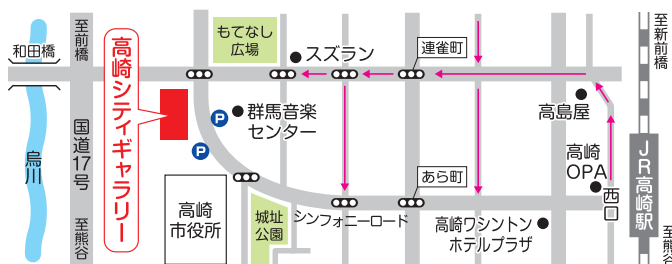 至前橋
和田橋
烏川
国道17号
至熊谷
高崎シティギャラリー
もてなし
広場
スズラン
連雀町
至新前橋
P
P
群馬音楽
センター
高島屋
高崎
OPA
西口
JR高崎駅
あら町
高崎
市役所
城址
公園
シンフォニーロード
高崎ワシントン
ホテルプラザ
至熊谷